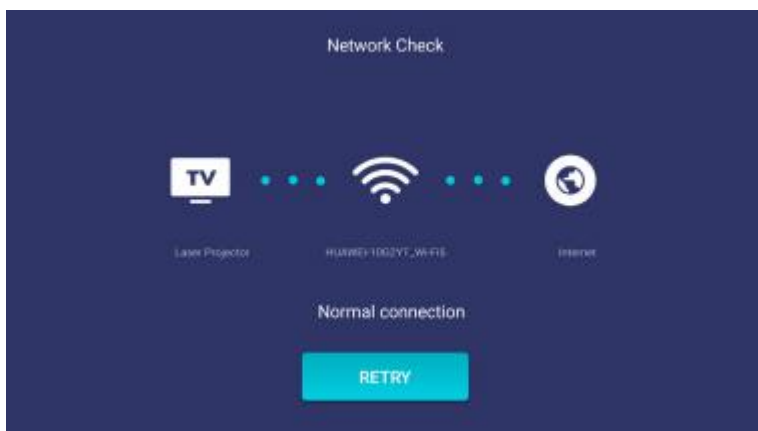 Network Check
TV
Laser Projector
Internet
Normal connection
RETRY